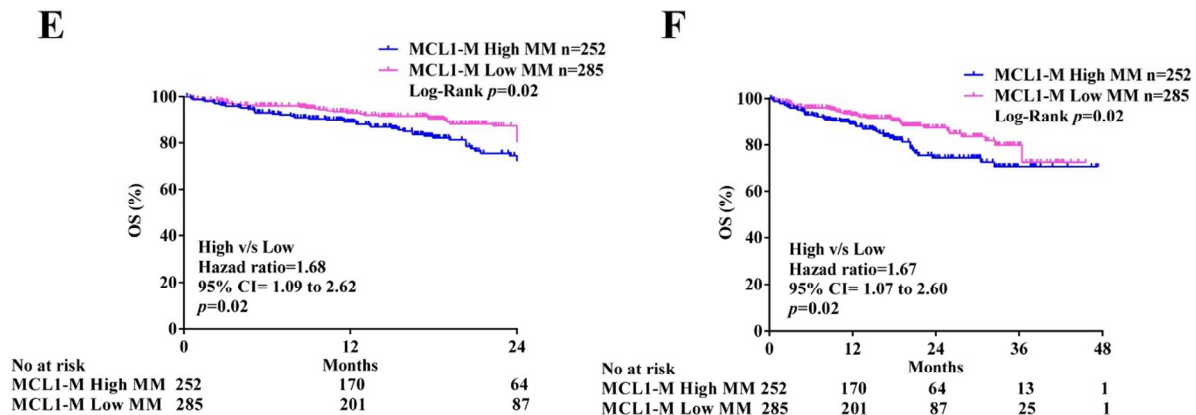 E
MCL1-M High MM n=252
MCL1-M Low MM n=285
Log-Rank p=0.02
100
80
60
40
20
0
OS (%)
High v/s Low
Hazad ratio=1.68
95% CI= 1.09 to 2.62
p=0.02
0 12 24
Months
No at risk
MCL1-M High MM 252 170 64
MCL1-M Low MM 285 201 87
F
MCL1-M High MM n=252
MCL1-M Low MM n=285
Log-Rank p=0.02
100
80
60
40
20
0
OS (%)
High v/s Low
Hazad ratio=1.67
95% CI= 1.07 to 2.60
p=0.02
0 12 24 36 48
Months
No at risk
MCL1-M High MM 252 170 64 13 1
MCL1-M Low MM 285 201 87 25 1